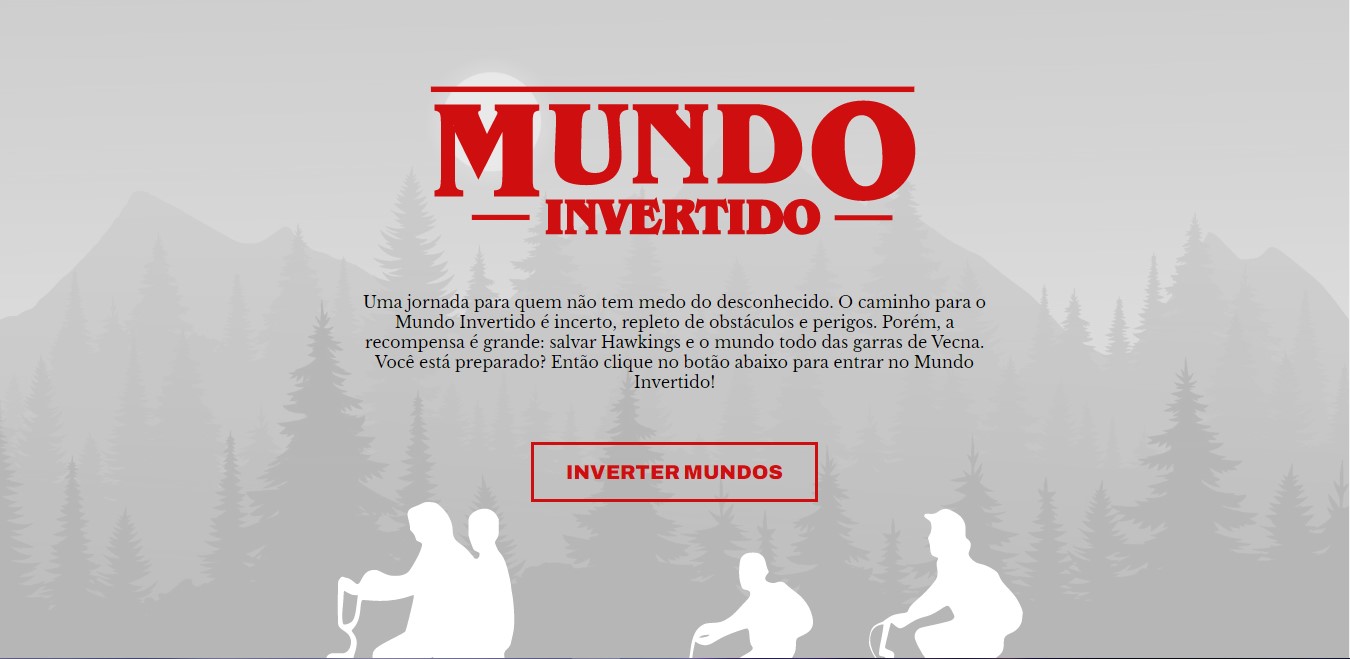 MUNDO
INVERTIDO
Uma jornada para quem não tem medo do desconhecido. O caminho para o
Mundo Invertido é incerto, repleto de obstáculos e perigos. Porém, a
recompensa é grande: salvar Hawkings e o mundo todo das garras de Vecna.
Você está preparado? Então clique no botão abaixo para entrar no Mundo
Invertido!
INVERTER MUNDOS